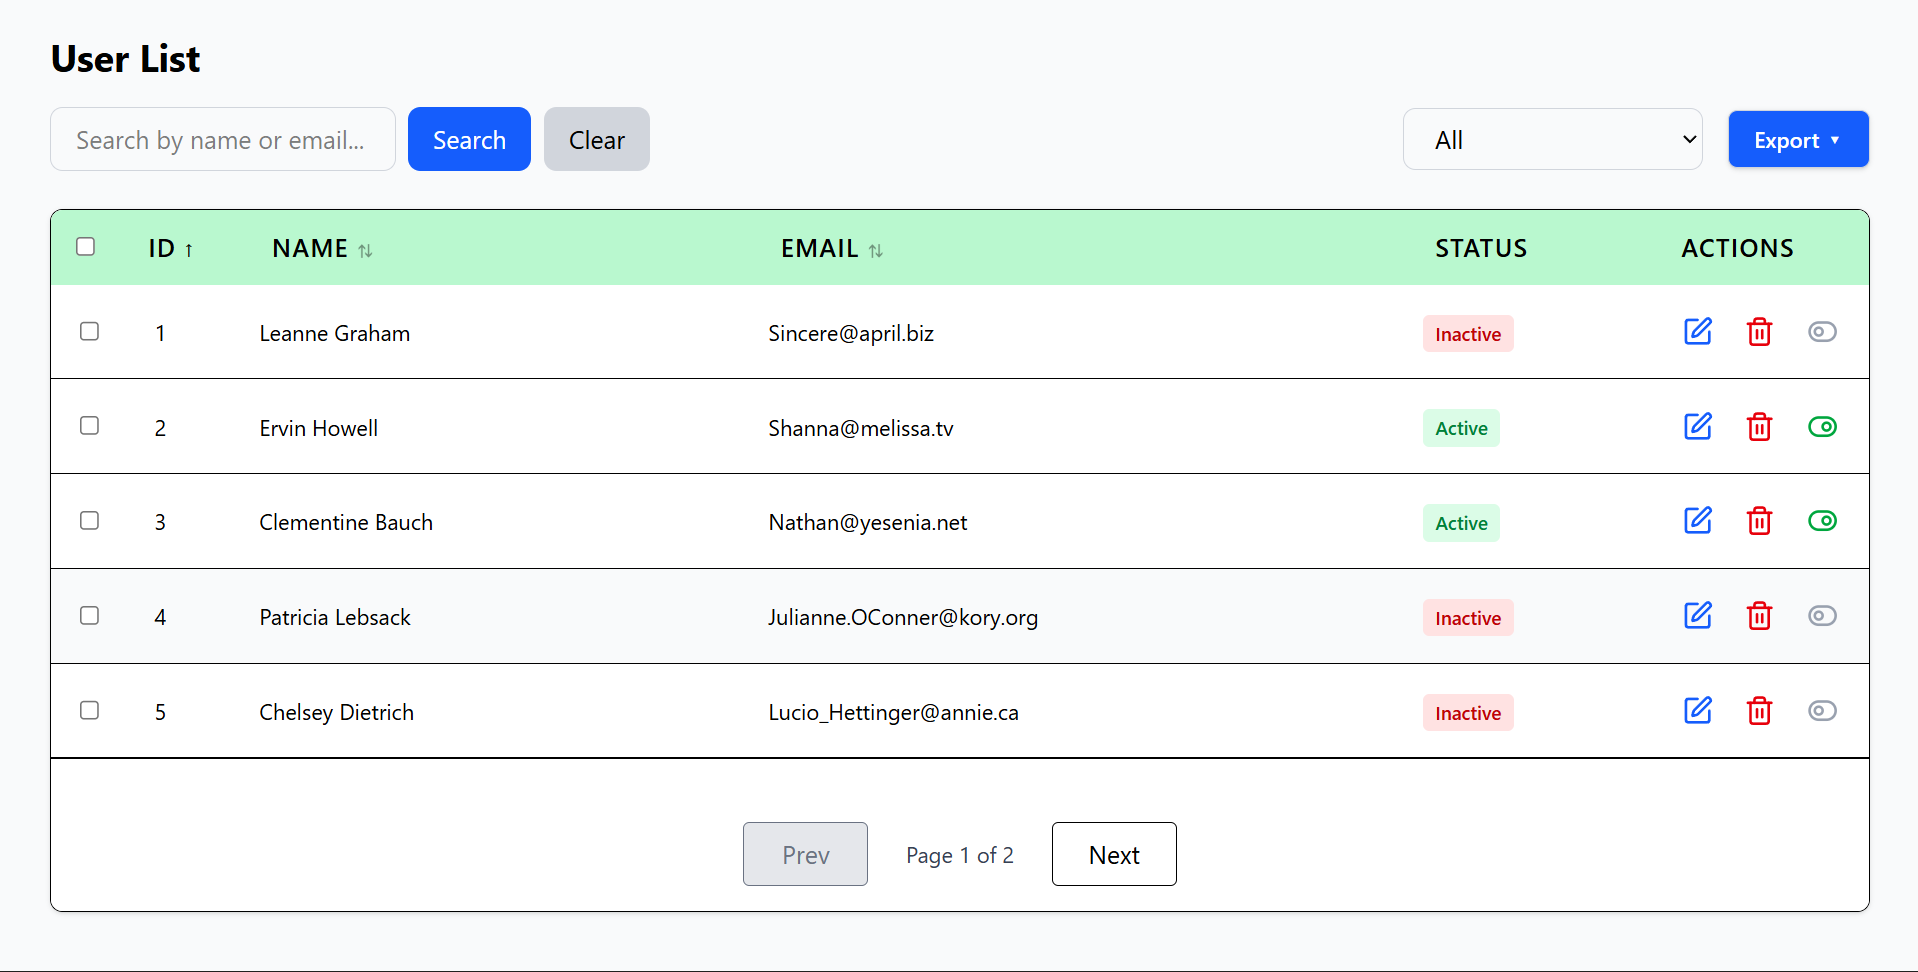 User List
Search by name or email... Search Clear All Export ▼
ID ↑ NAME ⇅ EMAIL ⇅ STATUS ACTIONS
1 Leanne Graham Sincere@april.biz Inactive
2 Ervin Howell Shanna@melissa.tv Active
3 Clementine Bauch Nathan@yesenia.net Active
4 Patricia Lebsack Julianne.OConner@kory.org Inactive
5 Chelsey Dietrich Lucio_Hettinger@annie.ca Inactive
Prev Page 1 of 2 Next